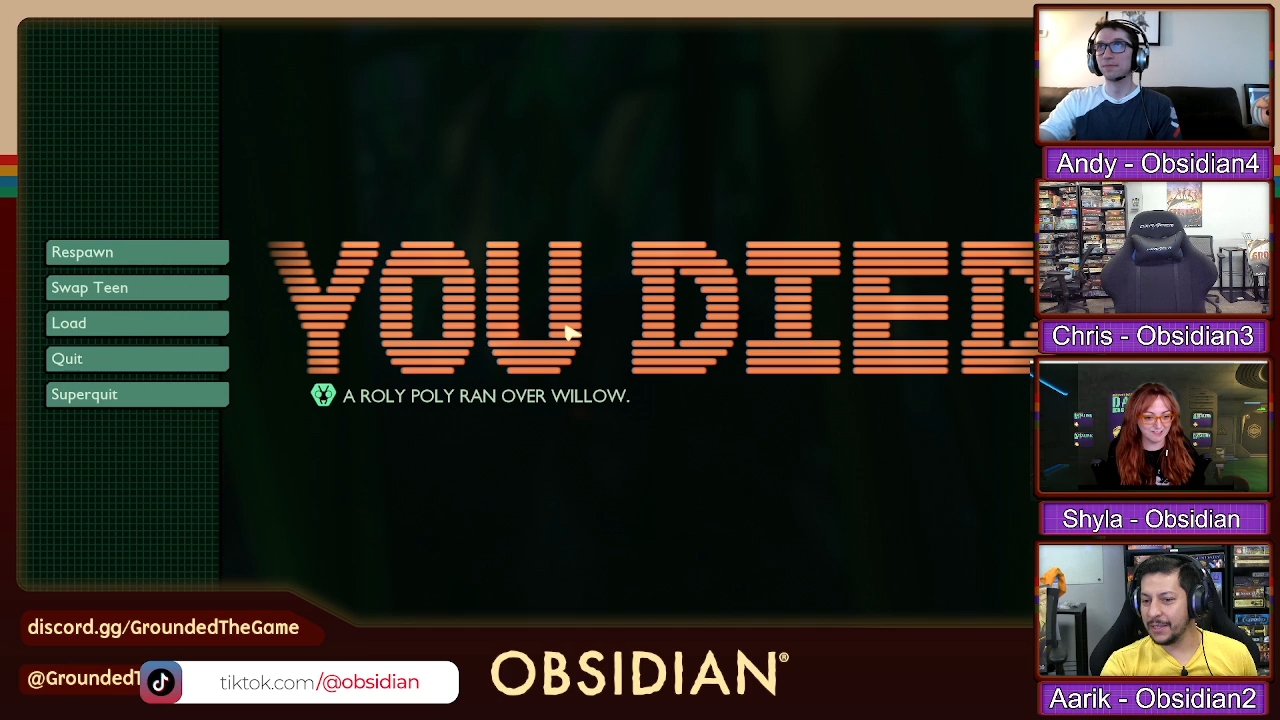 Respawn
Swap Teen
Load
Quit
Superquit
YOU DIED
A ROLY POLY RAN OVER WILLOW.
Andy - Obsidian4
Chris - Obsidian3
Shyla - Obsidian
Aarik - Obsidian2
discord.gg/GroundedTheGame
@GroundedT
tiktok.com/@obsidian
OBSIDIAN®